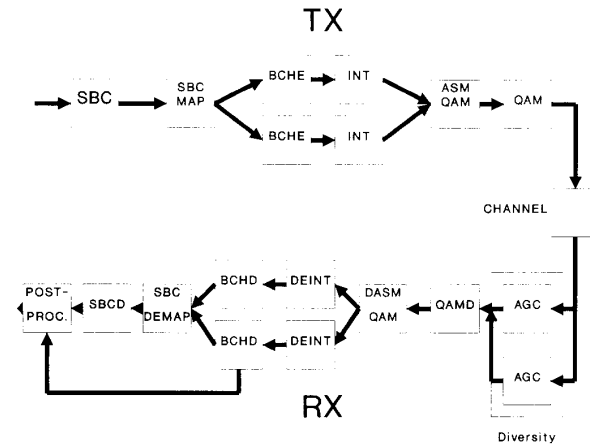 TX
SBC
SBC
MAP
BCHE
INT
BCHE
INT
ASM
QAM
QAM
CHANNEL
POST-
PROC.
SBCD
SBC
DEMAP
BCHD
DEINT
BCHD
DEINT
DASM
QAM
QAMD
AGC
AGC
RX
Diversity